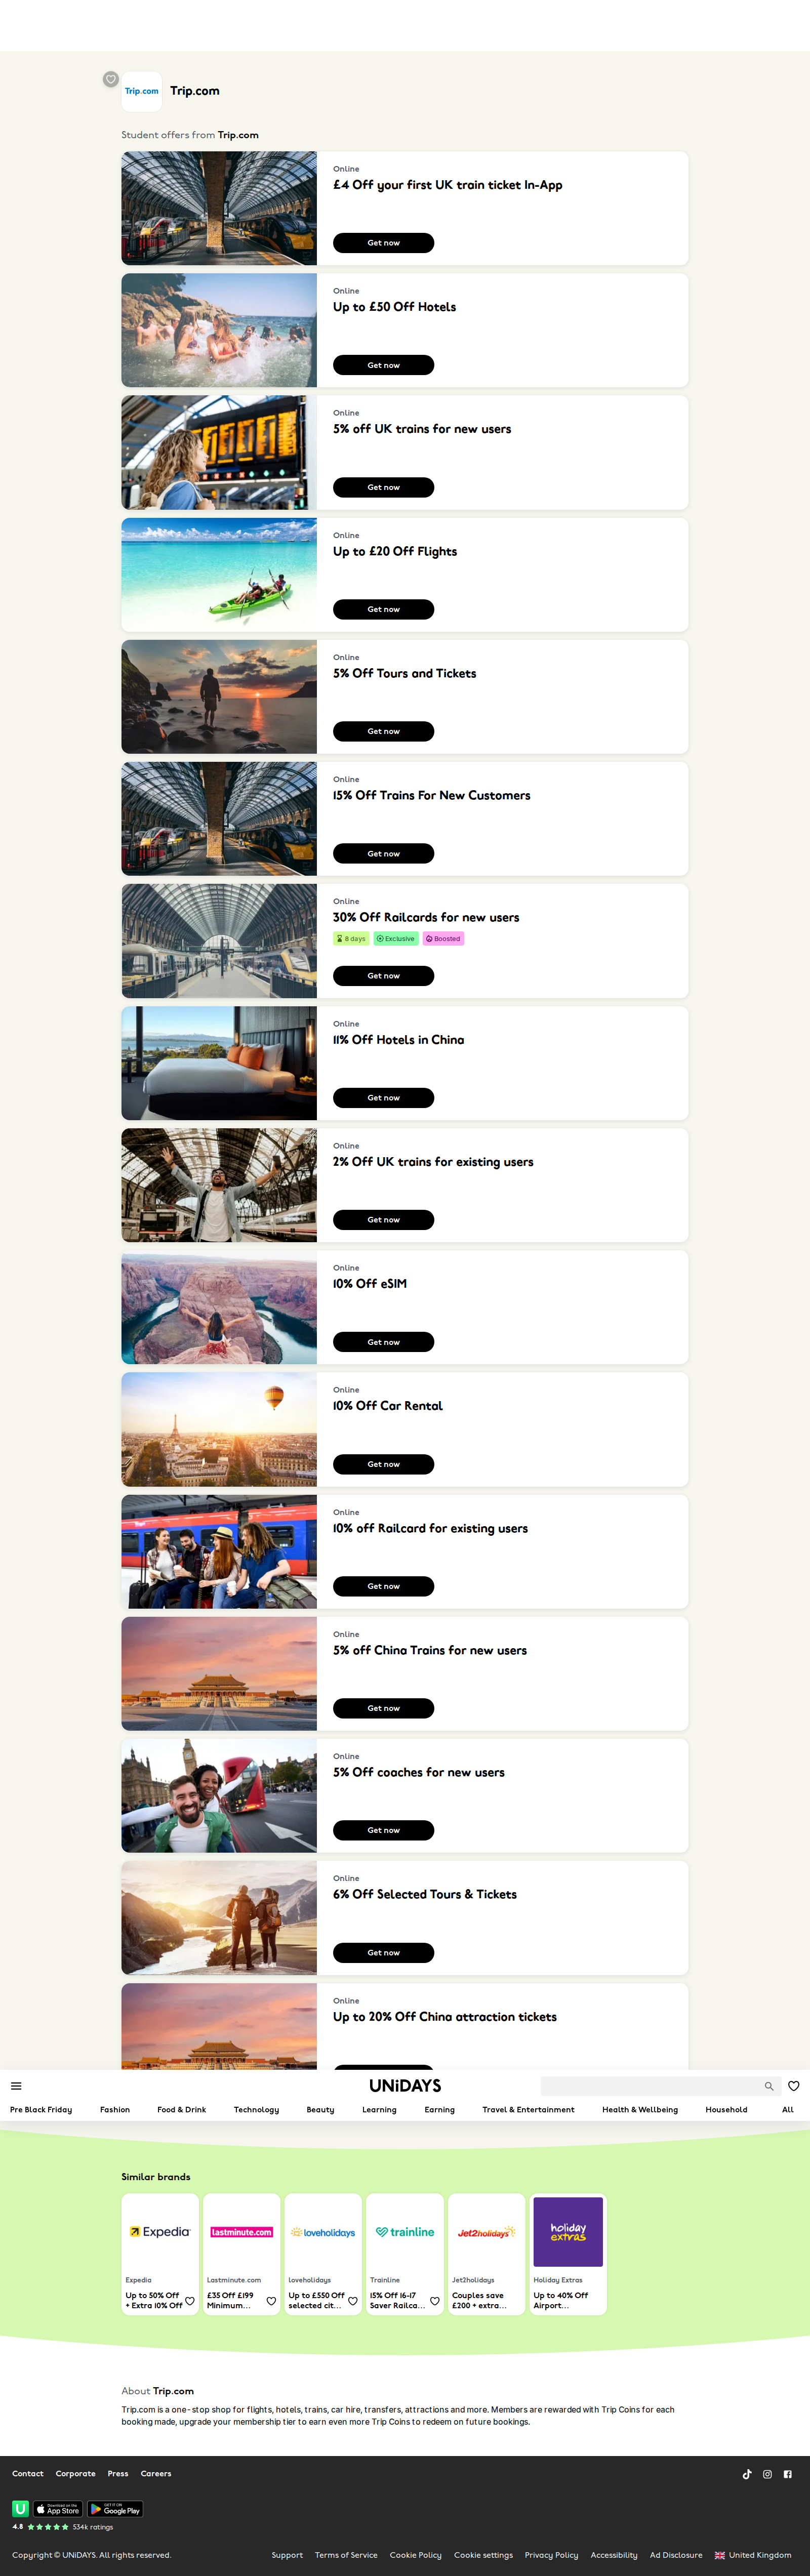 Trip.com
Trip.com
Student offers from Trip.com
Online
£4 Off your first UK train ticket In-App
Get now
Online
Up to £50 Off Hotels
Get now
Online
5% off UK trains for new users
Get now
Online
Up to £20 Off Flights
Get now
Online
5% Off Tours and Tickets
Get now
Online
15% Off Trains For New Customers
Get now
Online
30% Off Railcards for new users
8 days Exclusive Boosted
Get now
Online
11% Off Hotels in China
Get now
Online
2% Off UK trains for existing users
Get now
Online
10% Off eSIM
Get now
Online
10% Off Car Rental
Get now
Online
10% off Railcard for existing users
Get now
Online
5% off China Trains for new users
Get now
Online
5% Off coaches for new users
Get now
Online
6% Off Selected Tours & Tickets
Get now
Online
Up to 20% Off China attraction tickets
UNiDAYS
Pre Black Friday Fashion Food & Drink Technology Beauty Learning Earning Travel & Entertainment Health & Wellbeing Household All
Similar brands
Expedia lastminute.com loveholidays trainline Jet2holidays holiday extras
Expedia Lastminute.com loveholidays Trainline Jet2holidays Holiday Extras
Up to 50% Off £35 Off £199 Up to £550 Off 15% Off 16-17 Couples save Up to 40% Off
+ Extra 10% Off Minimum... selected cit... Saver Railca... £200 + extra... Airport...
About Trip.com
Trip.com is a one-stop shop for flights, hotels, trains, car hire, transfers, attractions and more. Members are rewarded with Trip Coins for each
booking made, upgrade your membership tier to earn even more Trip Coins to redeem on future bookings.
Contact Corporate Press Careers
U Download on the App Store GET IT ON Google Play
4.8 534k ratings
Copyright © UNiDAYS. All rights reserved. Support Terms of Service Cookie Policy Cookie settings Privacy Policy Accessibility Ad Disclosure United Kingdom